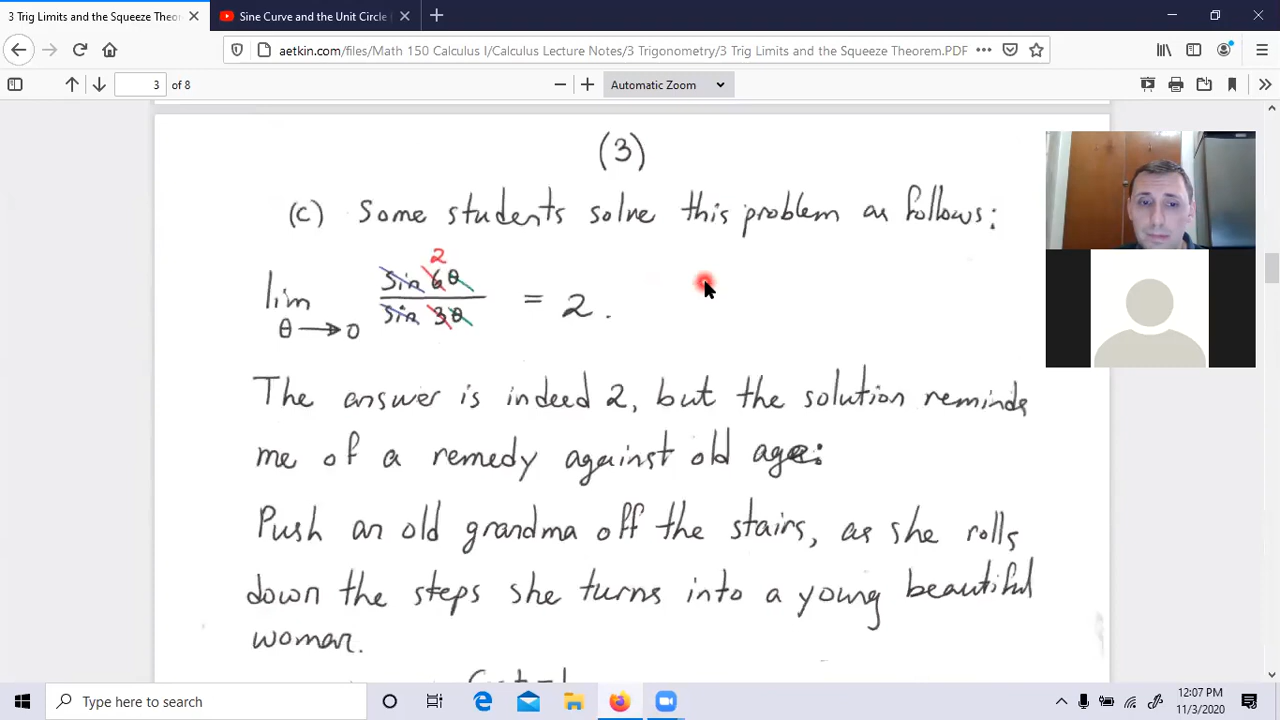 3 Trig Limits and the Squeeze Theor
Sine Curve and the Unit Circle
aetkin.com/files/Math 150 Calculus I/Calculus Lecture Notes/3 Trigonometry/3 Trig Limits and the Squeeze Theorem.PDF
3 of 8
Automatic Zoom
(3)
(c) Some students solve this problem as follows:
2
lim sin 6θ / sin 3θ = 2.
θ → 0
The answer is indeed 2, but the solution reminds
me of a remedy against old age:
Push an old grandma off the stairs, as she rolls
down the steps she turns into a young beautiful
woman.
Type here to search
12:07 PM
11/3/2020